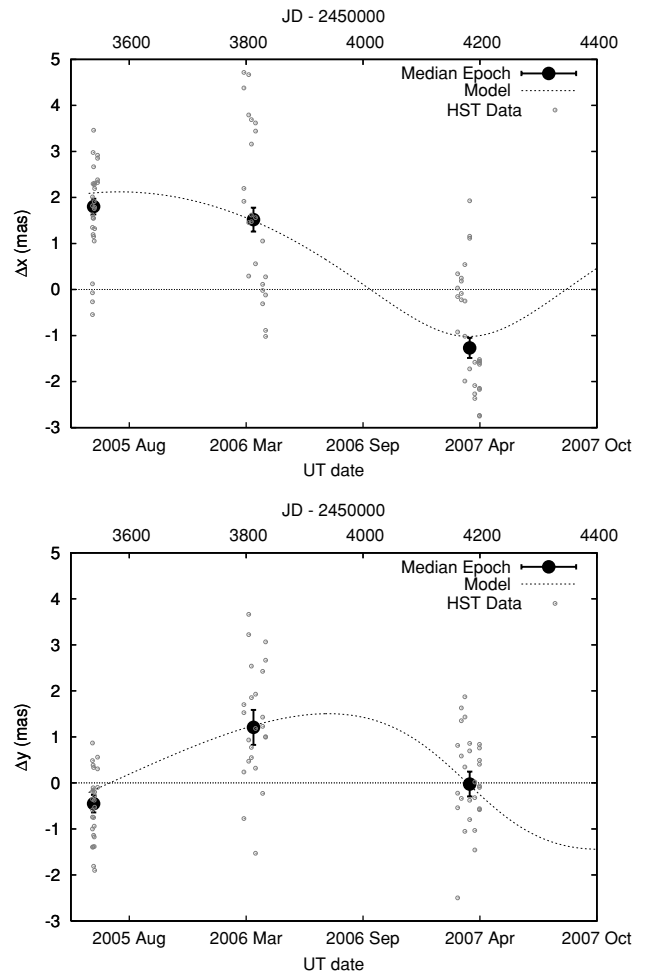 JD - 2450000
3600 3800 4000 4200 4400
5
4
3
2
1
0
-1
-2
-3
Δx (mas)
Median Epoch
Model
HST Data
2005 Aug 2006 Mar 2006 Sep 2007 Apr 2007 Oct
UT date
JD - 2450000
3600 3800 4000 4200 4400
5
4
3
2
1
0
-1
-2
-3
Δy (mas)
Median Epoch
Model
HST Data
2005 Aug 2006 Mar 2006 Sep 2007 Apr 2007 Oct
UT date